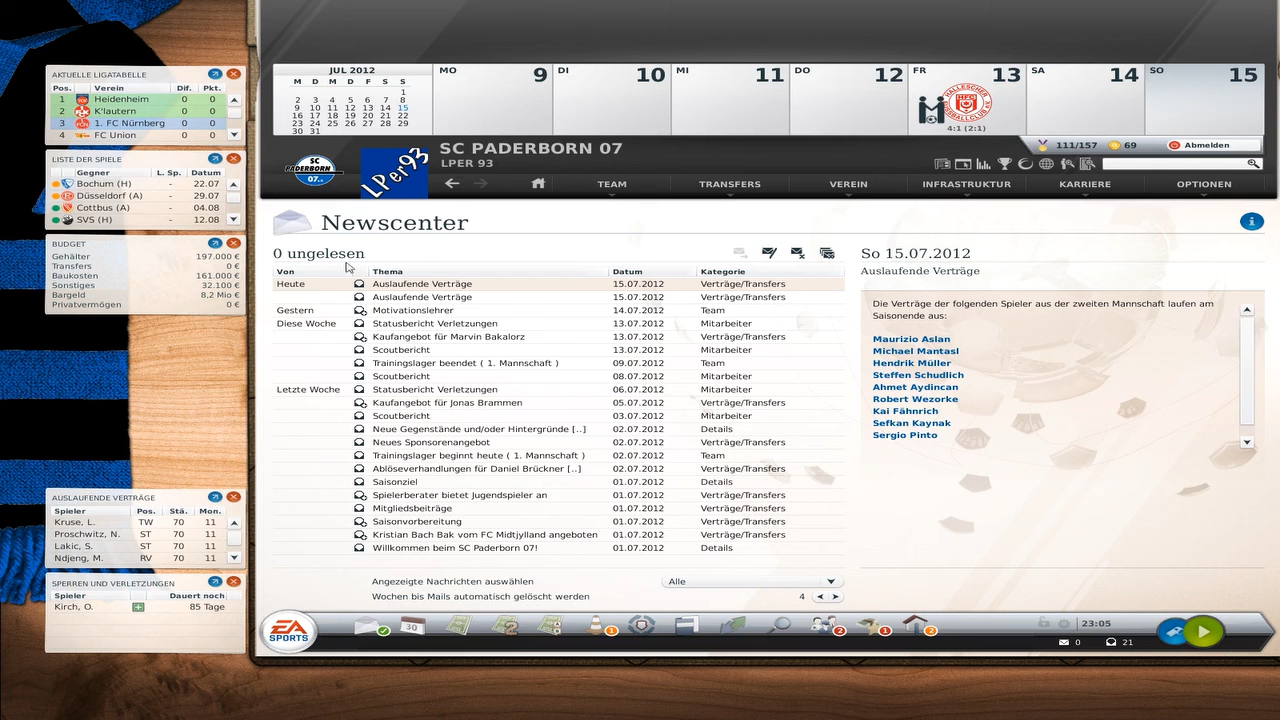 AKTUELLE LIGATABELLE
Pos. Verein Dif. Pkt.
1 Heidenheim 0 0
2 K'lautern 0 0
3 1. FC Nürnberg 0 0
4 FC Union 0 0
LISTE DER SPIELE
Gegner L. Sp. Datum
Bochum (H) - 22.07
Düsseldorf (A) - 29.07
Cottbus (A) - 04.08
SVS (H) - 12.08
BUDGET
Gehälter 197.000 €
Transfers 0 €
Baukosten 161.000 €
Sonstiges 32.100 €
Bargeld 8,2 Mio €
Privatvermögen 0 €
AUSLAUFENDE VERTRÄGE
Spieler Pos. Stä. Mon.
Kruse, L. TW 70 11
Proschwitz, N. ST 70 11
Lakic, S. ST 70 11
Ndjeng, M. RV 70 11
SPERREN UND VERLETZUNGEN
Spieler Dauert noch
Kirch, O. 85 Tage
JUL 2012
M D M D F S S
1
2 3 4 5 6 7 8
9 10 11 12 13 14 15
16 17 18 19 20 21 22
23 24 25 26 27 28 29
30 31
MO 9 DI 10 MI 11 DO 12 FR 13 SA 14 SO 15
HALLESCHER FUSSBALLCLUB
4:1 (2:1)
111/157 69 Abmelden
SC PADERBORN 07..
LPer93
SC PADERBORN 07
LPER 93
TEAM TRANSFERS VEREIN INFRASTRUKTUR KARRIERE OPTIONEN
Newscenter
0 ungelesen
Von Thema Datum Kategorie
Heute Auslaufende Verträge 15.07.2012 Verträge/Transfers
Auslaufende Verträge 15.07.2012 Verträge/Transfers
Gestern Motivationslehrer 14.07.2012 Team
Diese Woche Statusbericht Verletzungen 13.07.2012 Mitarbeiter
Kaufangebot für Marvin Bakalorz 13.07.2012 Verträge/Transfers
Scoutbericht 13.07.2012 Mitarbeiter
Trainingslager beendet ( 1. Mannschaft ) 09.07.2012 Team
Scoutbericht 08.07.2012 Mitarbeiter
Letzte Woche Statusbericht Verletzungen 06.07.2012 Mitarbeiter
Kaufangebot für Jonas Brammen 05.07.2012 Verträge/Transfers
Scoutbericht 03.07.2012 Mitarbeiter
Neue Gegenstände und/oder Hintergründe [..] 02.07.2012 Details
Neues Sponsorenangebot 02.07.2012 Verträge/Transfers
Trainingslager beginnt heute ( 1. Mannschaft ) 02.07.2012 Team
Ablöseverhandlungen für Daniel Brückner [..] 02.07.2012 Verträge/Transfers
Saisonziel 01.07.2012 Details
Spielerberater bietet Jugendspieler an 01.07.2012 Verträge/Transfers
Mitgliedsbeiträge 01.07.2012 Verträge/Transfers
Saisonvorbereitung 01.07.2012 Verträge/Transfers
Kristian Bach Bak vom FC Midtjylland angeboten 01.07.2012 Verträge/Transfers
Willkommen beim SC Paderborn 07! 01.07.2012 Details
Angezeigte Nachrichten auswählen Alle
Wochen bis Mails automatisch gelöscht werden 4
So 15.07.2012
Auslaufende Verträge
Die Verträge der folgenden Spieler aus der zweiten Mannschaft laufen am
Saisonende aus:
Maurizio Aslan
Michael Mantasl
Hendrik Müller
Steffen Schudlich
Ahmet Aydincan
Robert Wezorke
Kai Fähnrich
Sefkan Kaynak
Sergio Pinto
EA SPORTS
30
2
1
2
1
2
23:05
0 21